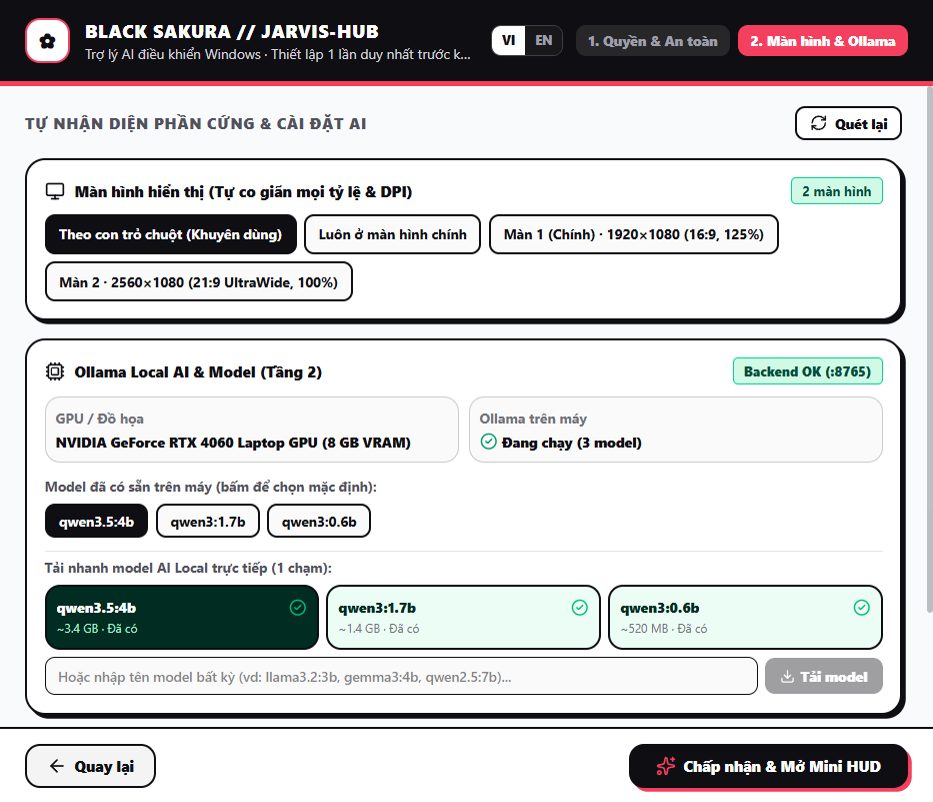 BLACK SAKURA // JARVIS-HUB
Trợ lý AI điều khiển Windows · Thiết lập 1 lần duy nhất trước k...
VI EN
1. Quyền & An toàn
2. Màn hình & Ollama
TỰ NHẬN DIỆN PHẦN CỨNG & CÀI ĐẶT AI
Quét lại
Màn hình hiển thị (Tự co giãn mọi tỷ lệ & DPI)
2 màn hình
Theo con trỏ chuột (Khuyên dùng)
Luôn ở màn hình chính
Màn 1 (Chính) · 1920×1080 (16:9, 125%)
Màn 2 · 2560×1080 (21:9 UltraWide, 100%)
Ollama Local AI & Model (Tầng 2)
Backend OK (:8765)
GPU / Đồ họa
NVIDIA GeForce RTX 4060 Laptop GPU (8 GB VRAM)
Ollama trên máy
Đang chạy (3 model)
Model đã có sẵn trên máy (bấm để chọn mặc định):
qwen3.5:4b
qwen3:1.7b
qwen3:0.6b
Tải nhanh model AI Local trực tiếp (1 chạm):
qwen3.5:4b
~3.4 GB · Đã có
qwen3:1.7b
~1.4 GB · Đã có
qwen3:0.6b
~520 MB · Đã có
Hoặc nhập tên model bất kỳ (vd: llama3.2:3b, gemma3:4b, qwen2.5:7b)...
Tải model
Quay lại
Chấp nhận & Mở Mini HUD